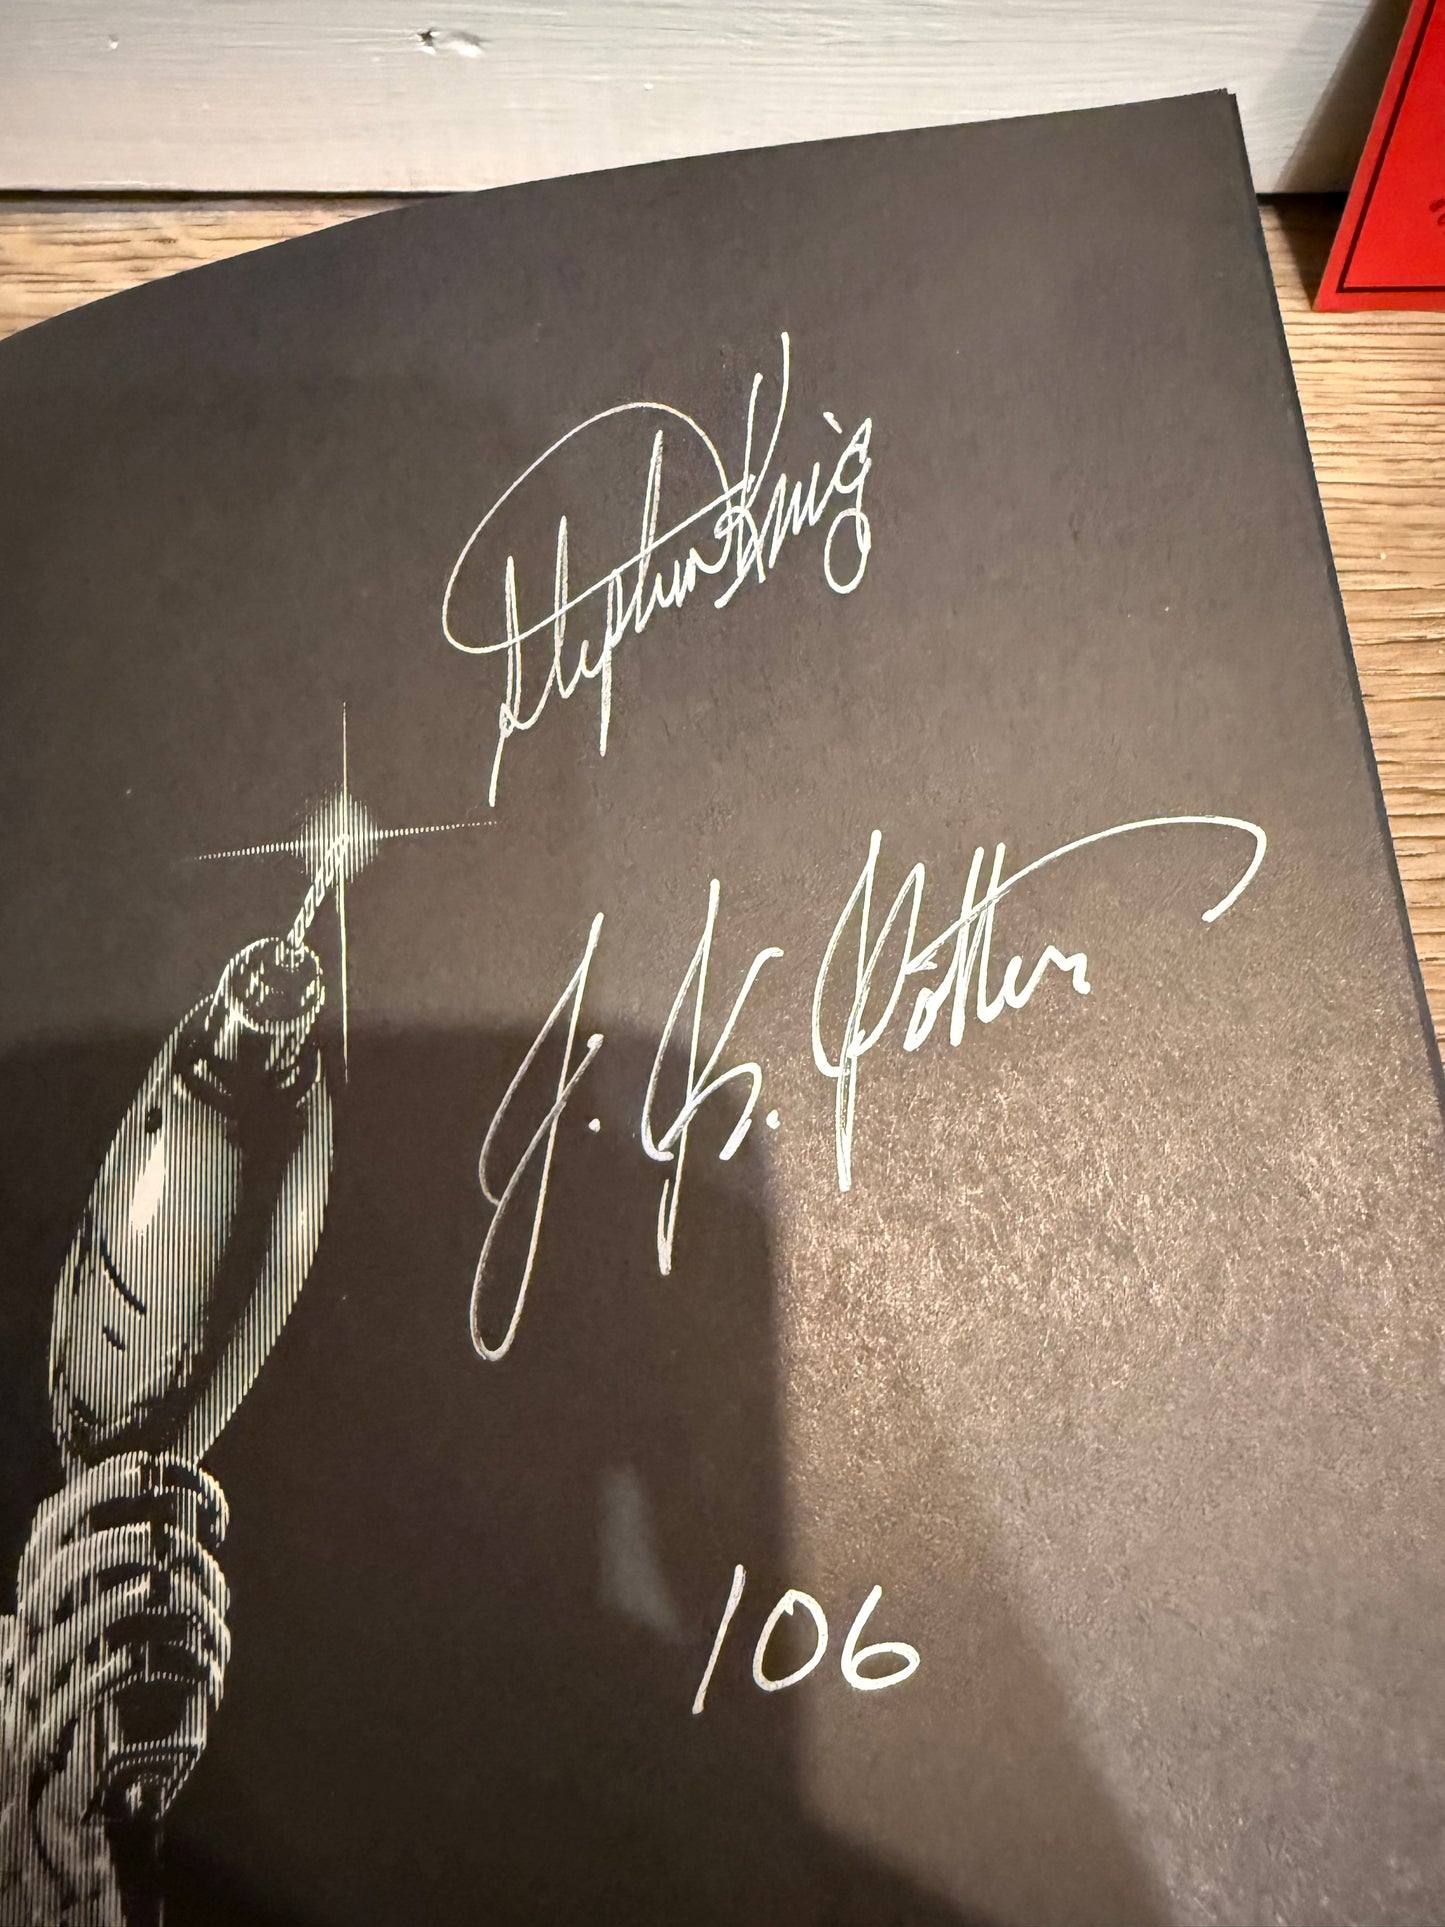 Stephen King
J. K. Potter
106